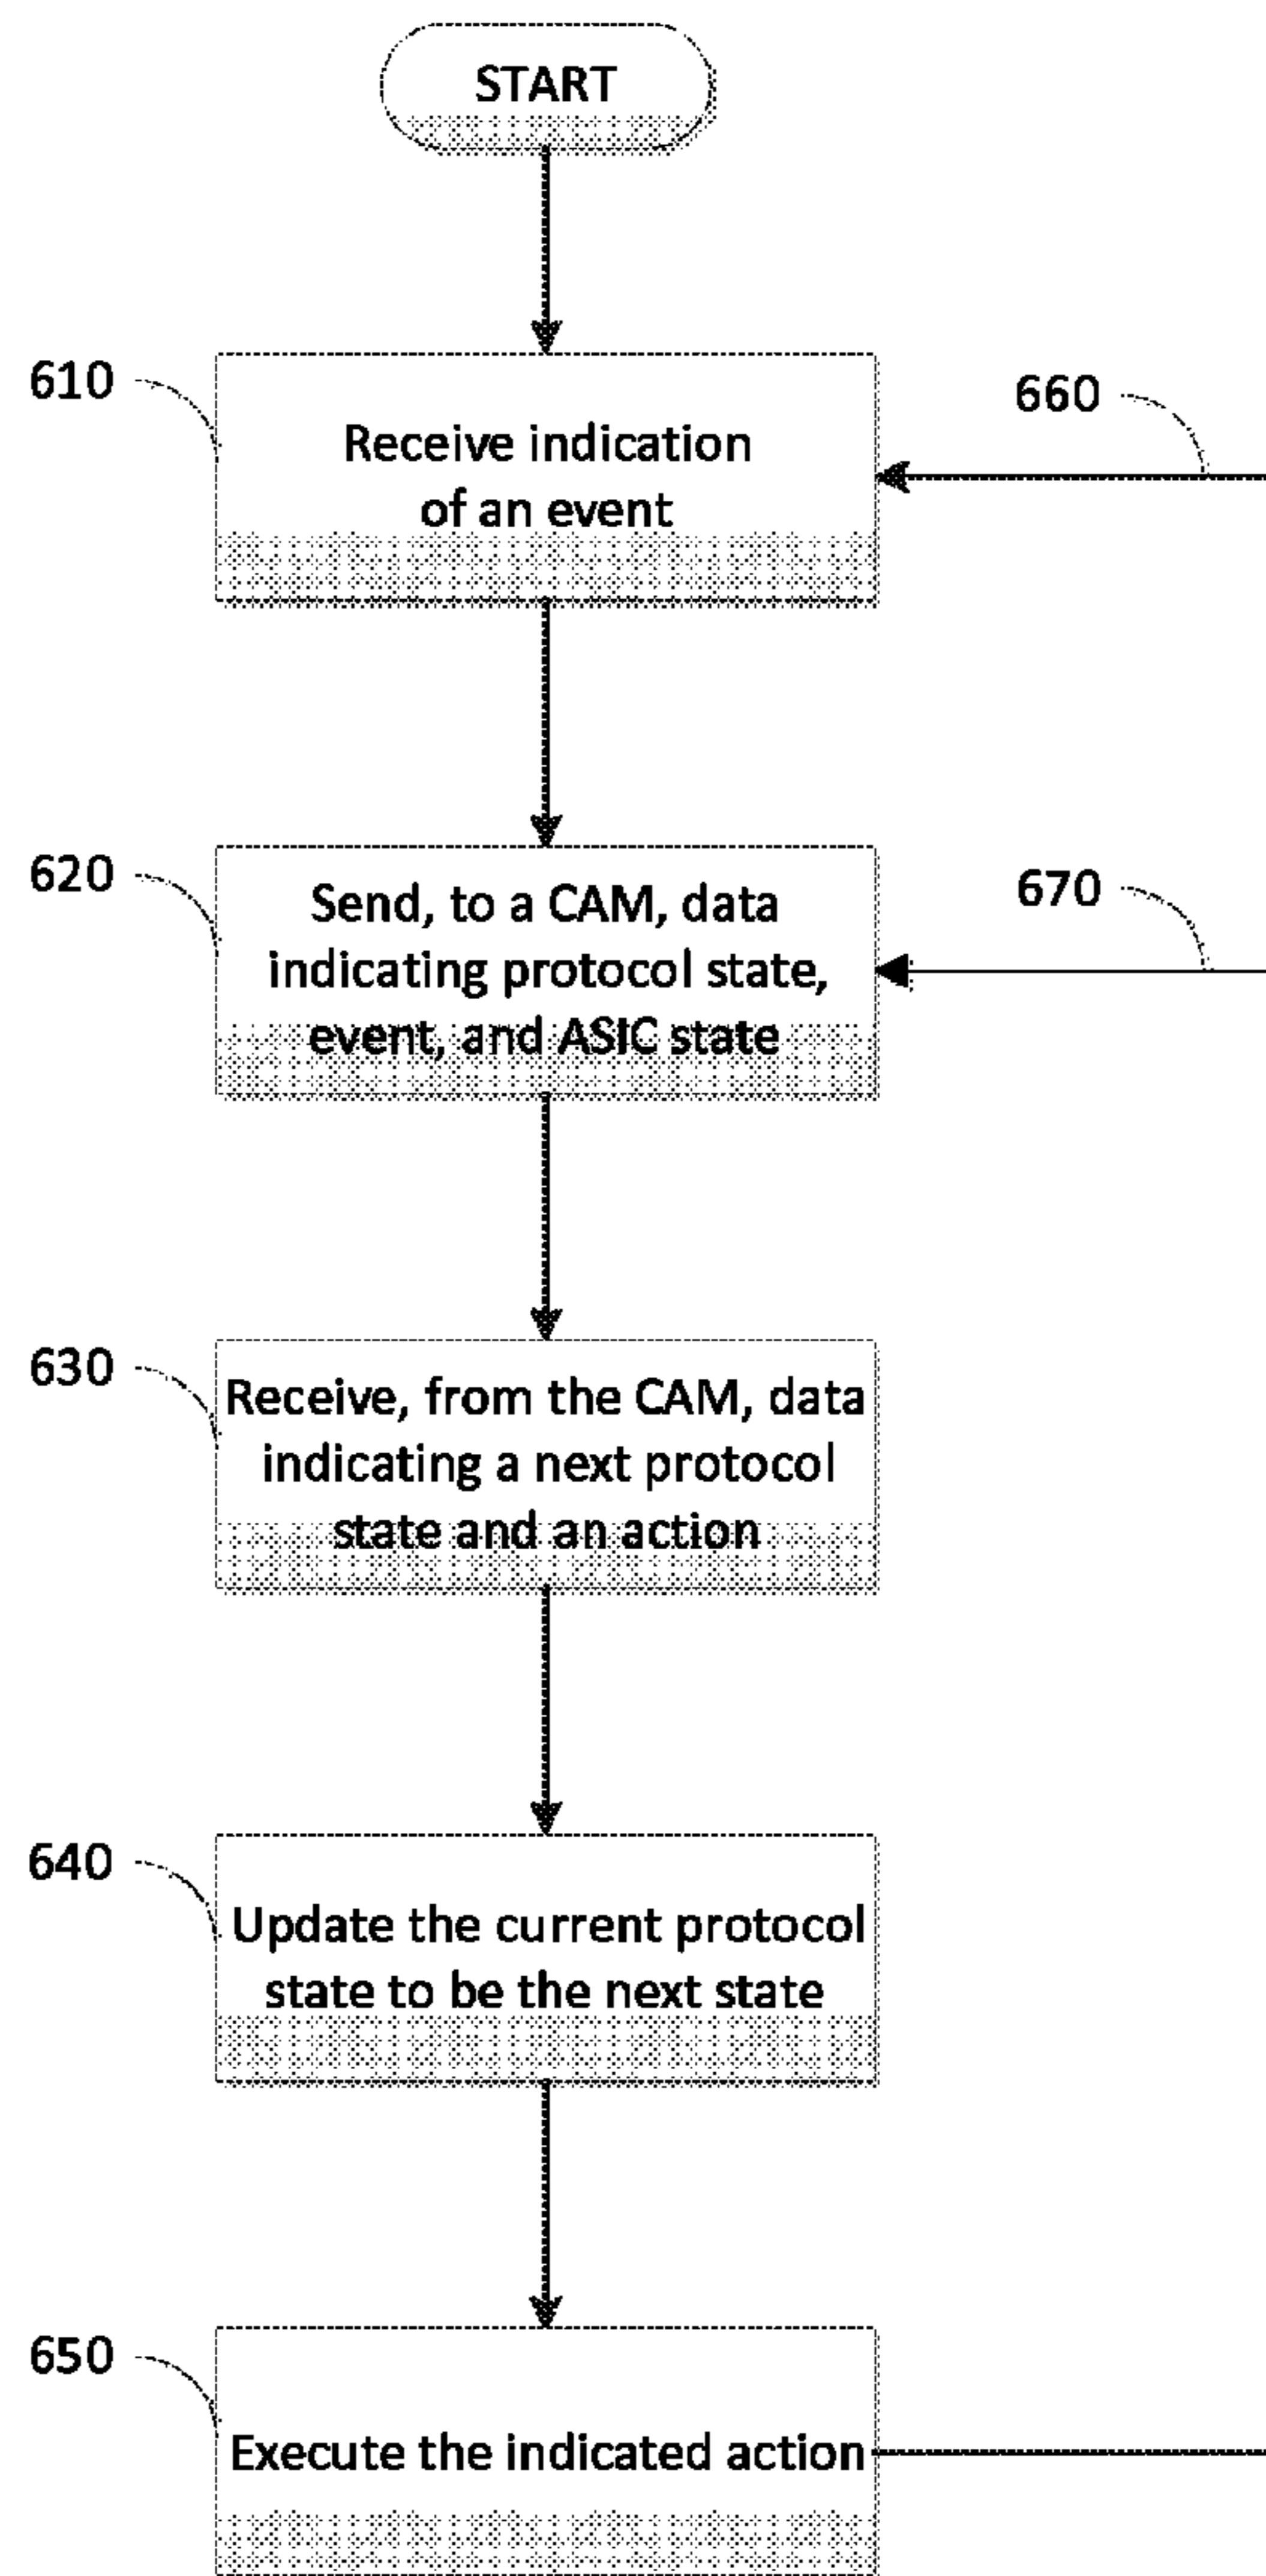 START
610
Receive indication
of an event
660
620
Send, to a CAM, data
indicating protocol state,
event, and ASIC state
670
630
Receive, from the CAM, data
indicating a next protocol
state and an action
640
Update the current protocol
state to be the next state
650
Execute the indicated action